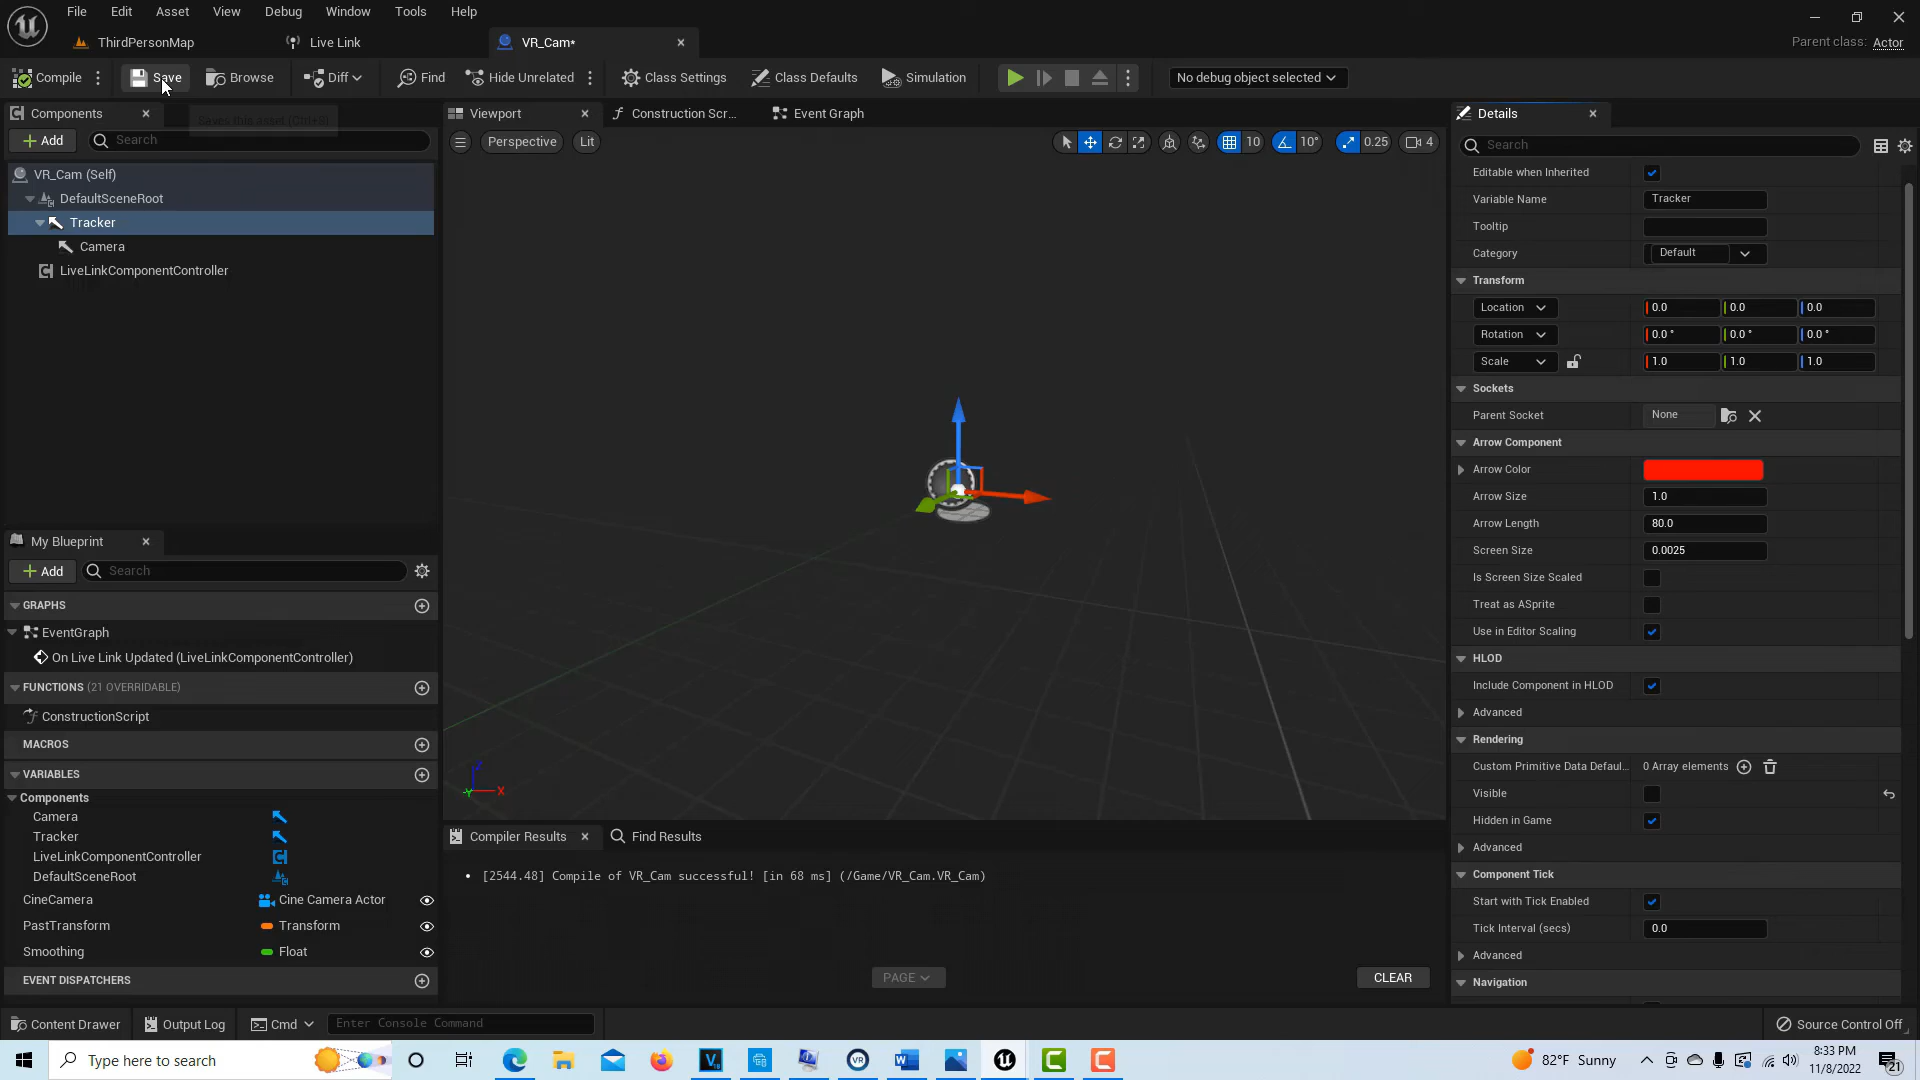 File Edit Asset View Debug Window Tools Help
ThirdPersonMap Live Link VR_Cam* Parent class: Actor
Compile Save Browse Diff Find Hide Unrelated Class Settings Class Defaults Simulation No debug object selected
Saves this asset (Ctrl+S)
Components Viewport Construction Scr... Event Graph Details
Add Search Perspective Lit 10 10° 0.25 4 Search
VR_Cam (Self)
DefaultSceneRoot
Tracker
Camera
LiveLinkComponentController
Editable when Inherited
Variable Name Tracker
Tooltip
Category Default
Transform
Location 0.0 0.0 0.0
Rotation 0.0 ° 0.0 ° 0.0 °
Scale 1.0 1.0 1.0
Sockets
Parent Socket None
Arrow Component
Arrow Color
Arrow Size 1.0
Arrow Length 80.0
Screen Size 0.0025
Is Screen Size Scaled
Treat as ASprite
Use in Editor Scaling
HLOD
Include Component in HLOD
Advanced
Rendering
Custom Primitive Data Defaul... 0 Array elements
Visible
Hidden in Game
Advanced
Component Tick
Start with Tick Enabled
Tick Interval (secs) 0.0
Advanced
Navigation
My Blueprint
Add Search
GRAPHS
EventGraph
On Live Link Updated (LiveLinkComponentController)
FUNCTIONS (21 OVERRIDABLE)
ConstructionScript
MACROS
VARIABLES
Components
Camera
Tracker
LiveLinkComponentController
DefaultSceneRoot
CineCamera Cine Camera Actor
PastTransform Transform
Smoothing Float
EVENT DISPATCHERS
Z
Y X
Compiler Results Find Results
[2544.48] Compile of VR_Cam successful! [in 68 ms] (/Game/VR_Cam.VR_Cam)
PAGE CLEAR
Content Drawer Output Log Cmd Enter Console Command Source Control Off
Type here to search 82°F Sunny 8:33 PM
11/8/2022 21